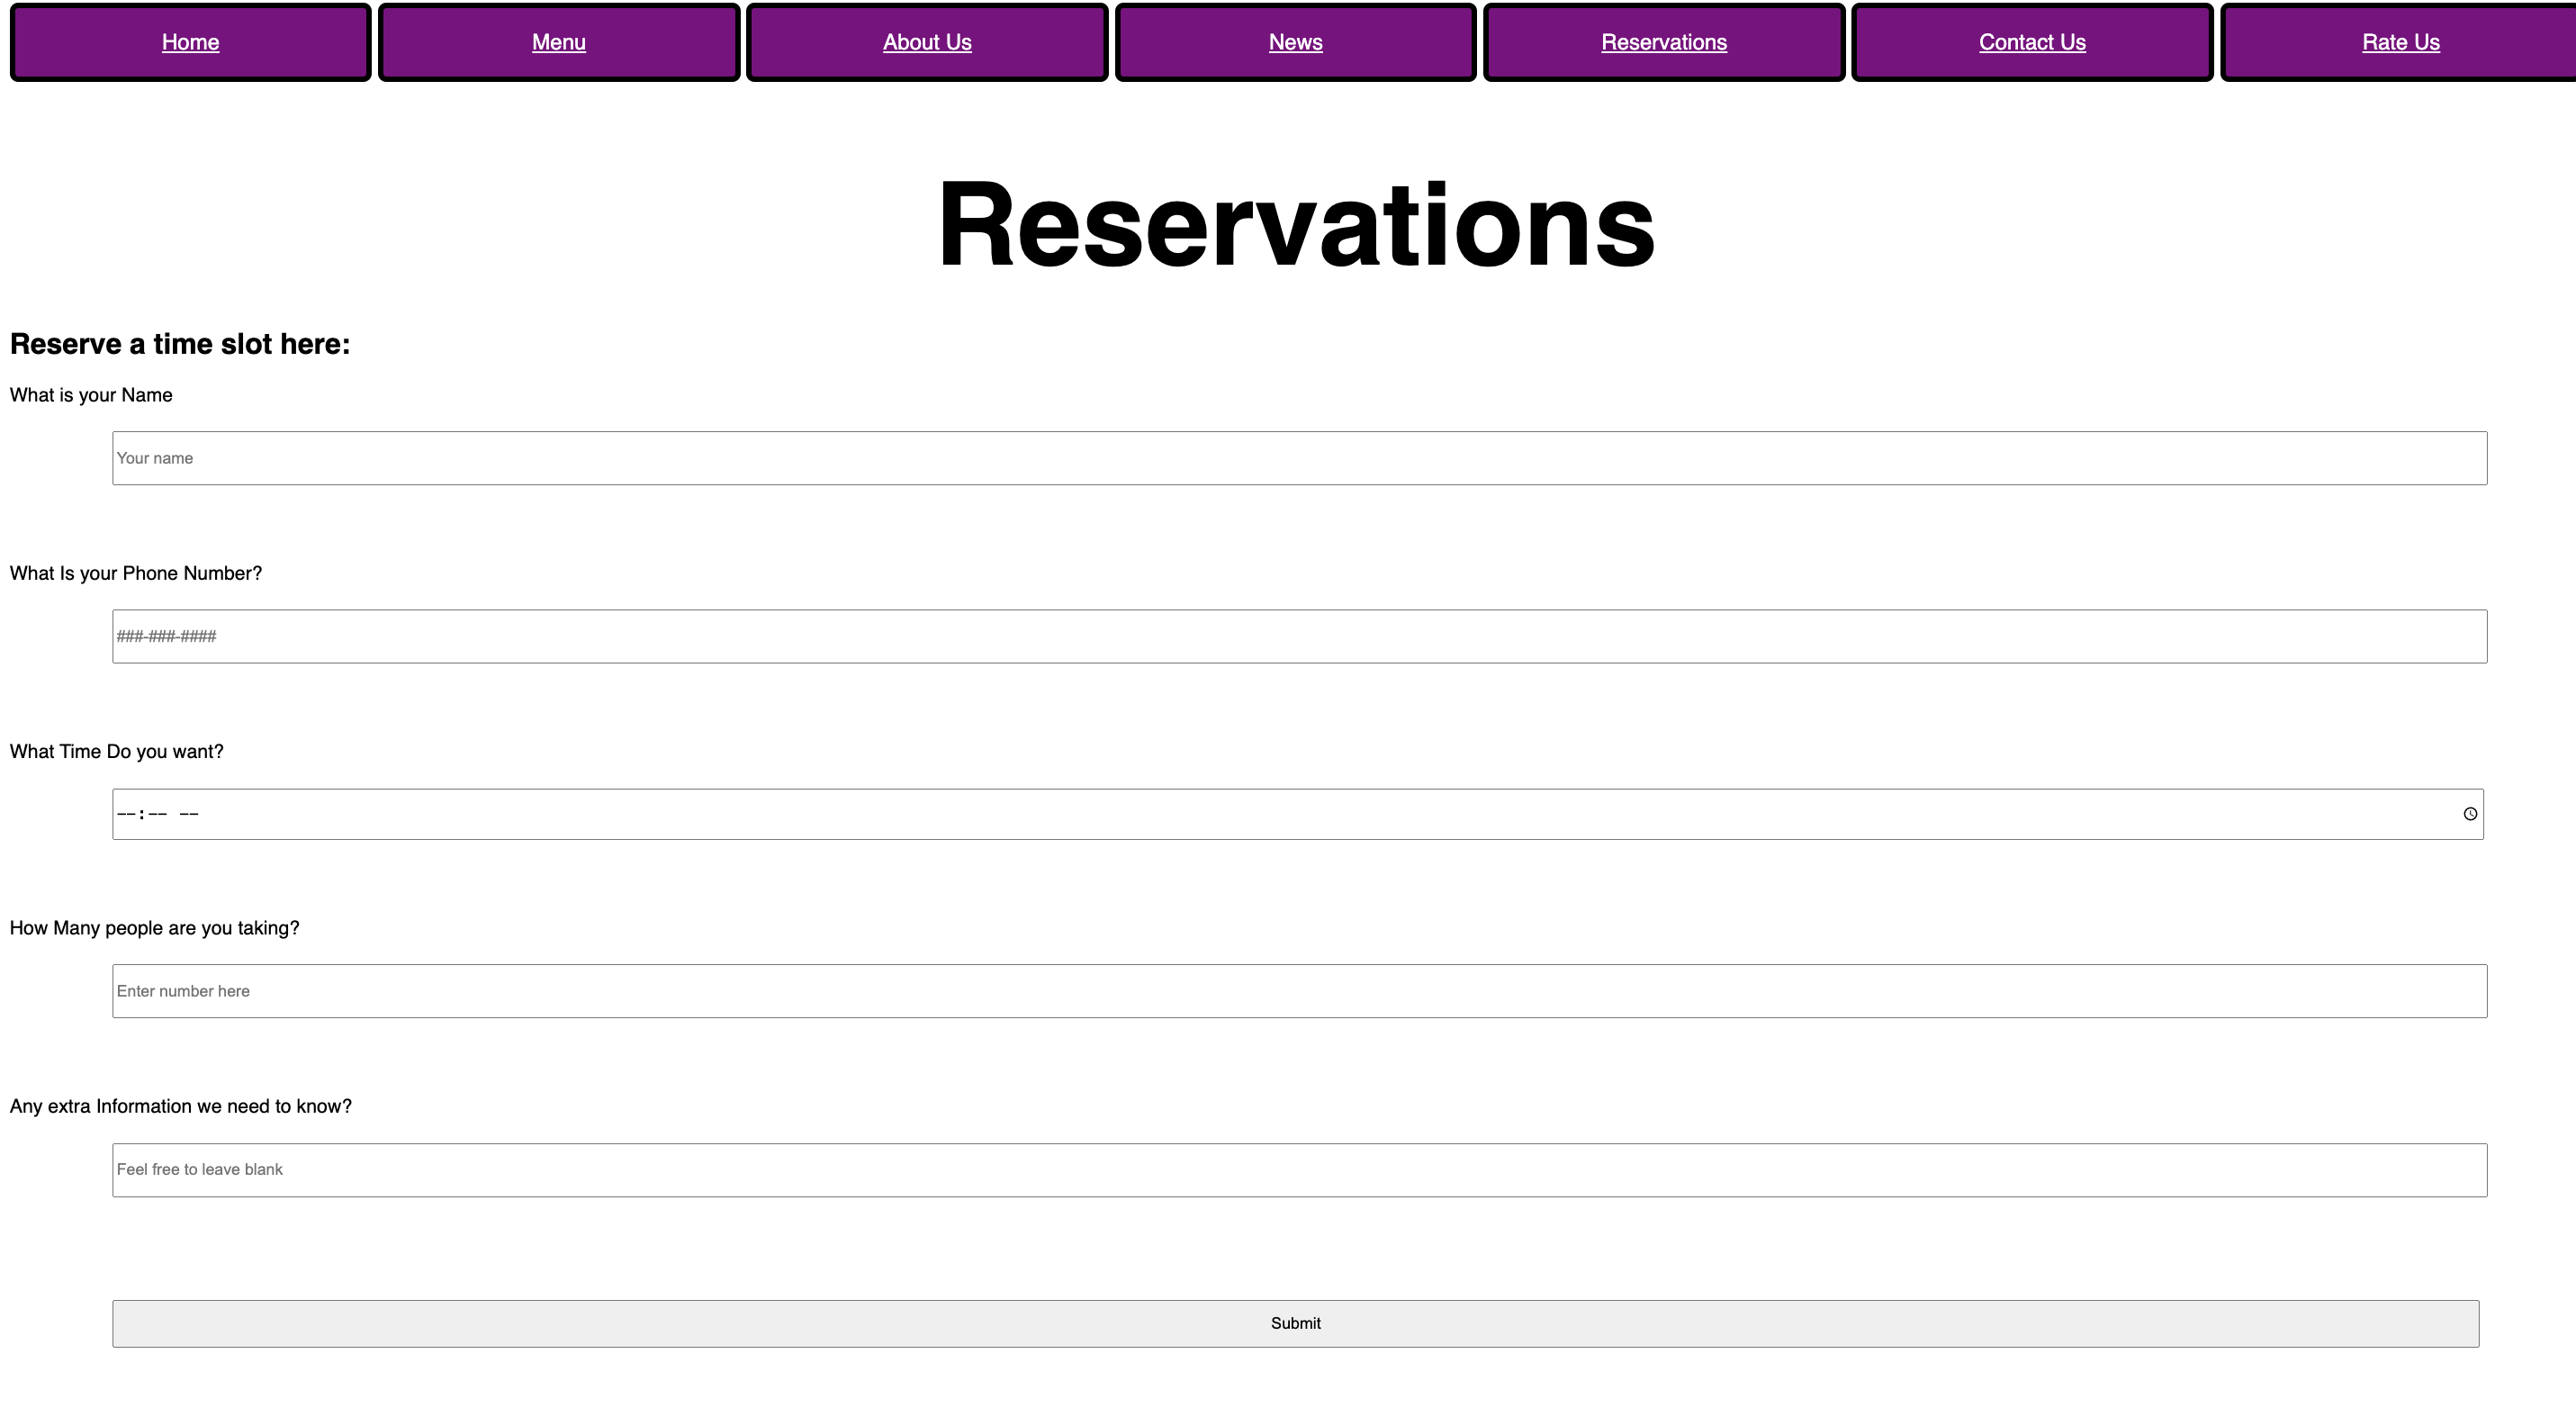 Home Menu About Us News Reservations Contact Us Rate Us
Reservations
Reserve a time slot here:
What is your Name
Your name
What Is your Phone Number?
###-###-####
What Time Do you want?
--:-- --
How Many people are you taking?
Enter number here
Any extra Information we need to know?
Feel free to leave blank
Submit